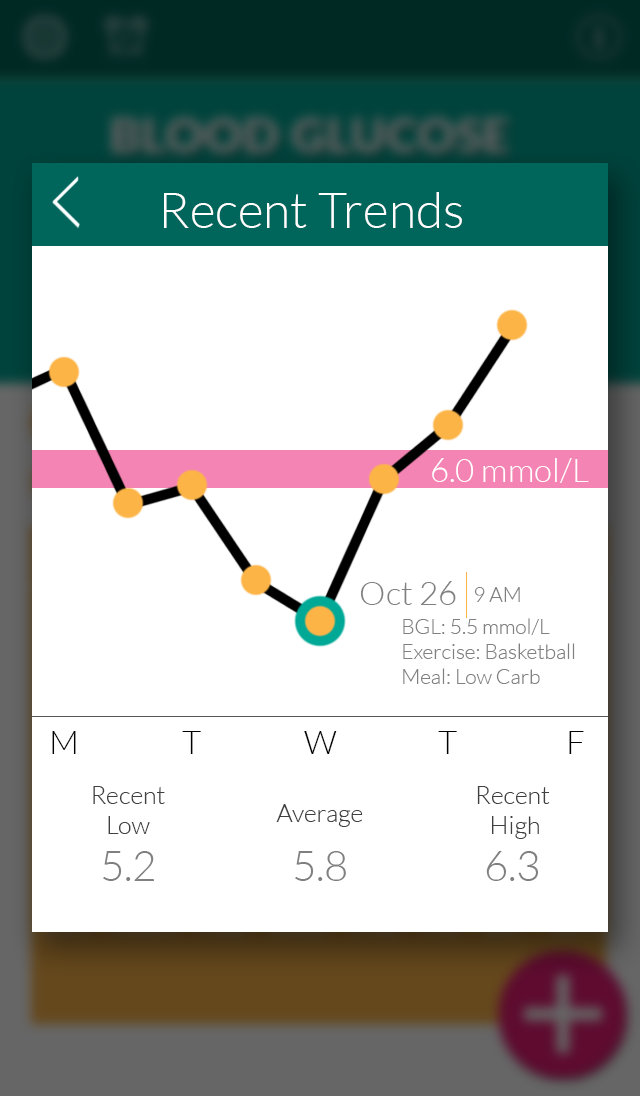 BLOOD GLUCOSE
Recent Trends
6.0 mmol/L
Oct 26 9 AM
BGL: 5.5 mmol/L
Exercise: Basketball
Meal: Low Carb
M T W T F
Recent Low
Average
Recent High
5.2 5.8 6.3